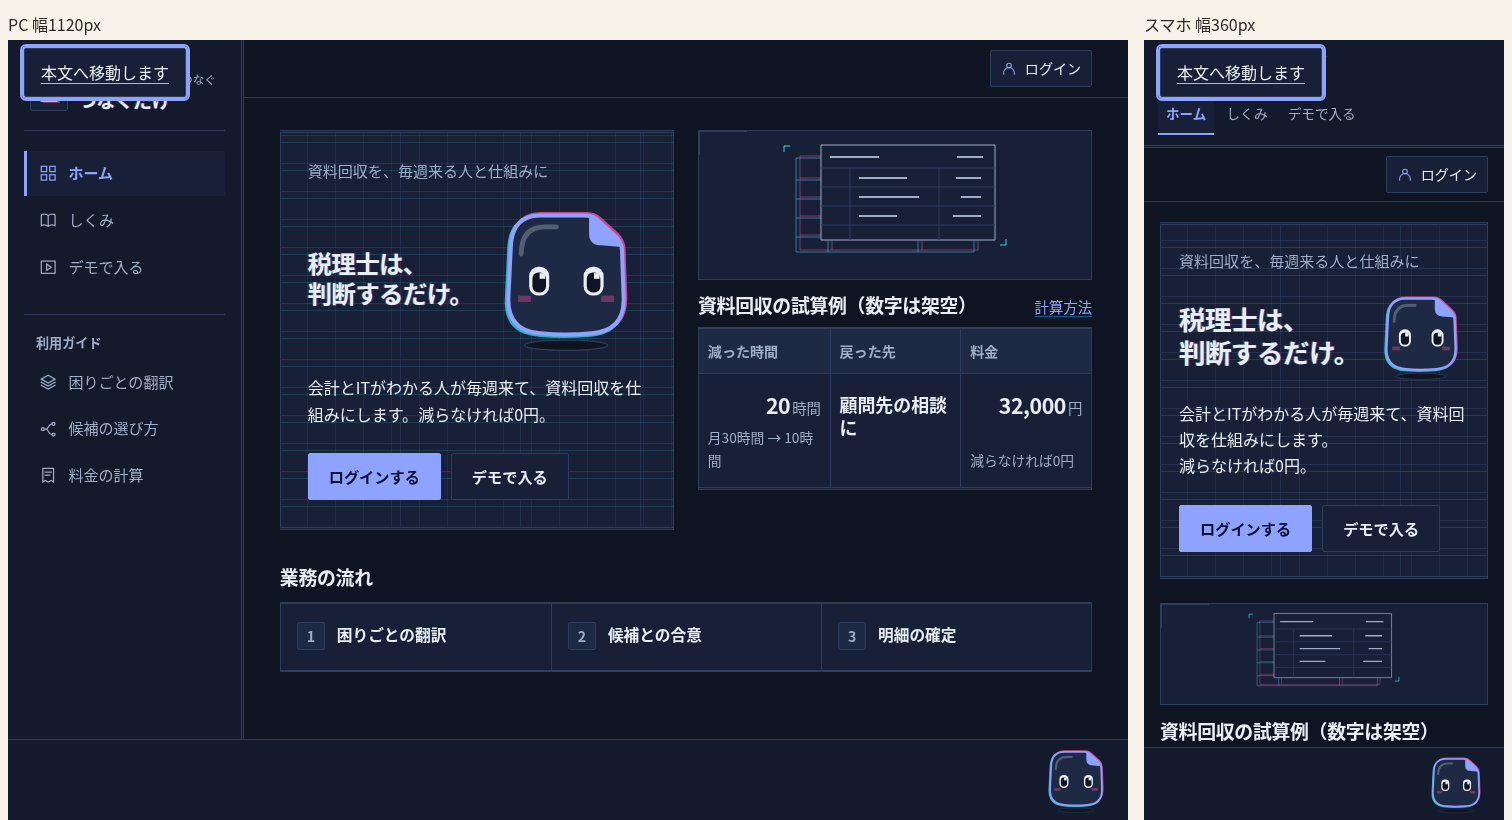 PC 幅1120px
本文へ移動します
つなぐ
つなぐだけ
ホーム
しくみ
デモで入る
利用ガイド
困りごとの翻訳
候補の選び方
料金の計算
ログイン
資料回収を、毎週来る人と仕組みに
税理士は、
判断するだけ。
会計とITがわかる人が毎週来て、資料回収を仕
組みにします。減らなければ0円。
ログインする
デモで入る
資料回収の試算例（数字は架空）
計算方法
減った時間
戻った先
料金
20時間
月30時間 → 10時
間
顧問先の相談
に
32,000円
減らなければ0円
業務の流れ
1 困りごとの翻訳
2 候補との合意
3 明細の確定
スマホ 幅360px
本文へ移動します
ホーム
しくみ
デモで入る
ログイン
資料回収を、毎週来る人と仕組みに
税理士は、
判断するだけ。
会計とITがわかる人が毎週来て、資料回
収を仕組みにします。
減らなければ0円。
ログインする
デモで入る
資料回収の試算例（数字は架空）